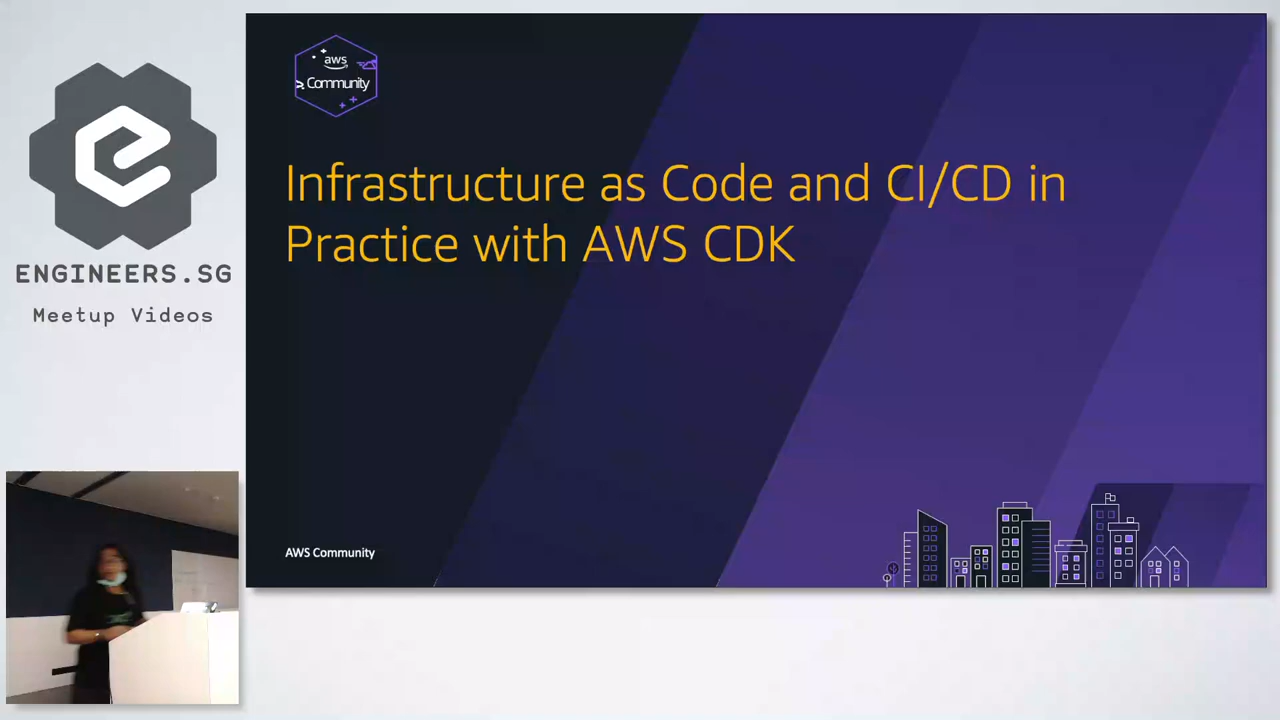 ENGINEERS.SG
Meetup Videos
aws
Community
Infrastructure as Code and CI/CD in
Practice with AWS CDK
AWS Community